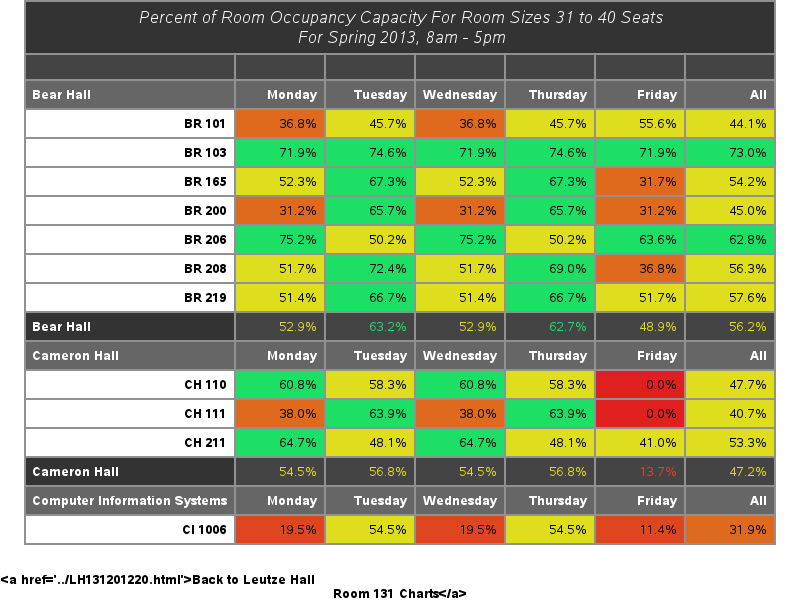 Percent of Room Occupancy Capacity For Room Sizes 31 to 40 Seats
For Spring 2013, 8am - 5pm
Bear Hall Monday Tuesday Wednesday Thursday Friday All
BR 101 36.8% 45.7% 36.8% 45.7% 55.6% 44.1%
BR 103 71.9% 74.6% 71.9% 74.6% 71.9% 73.0%
BR 165 52.3% 67.3% 52.3% 67.3% 31.7% 54.2%
BR 200 31.2% 65.7% 31.2% 65.7% 31.2% 45.0%
BR 206 75.2% 50.2% 75.2% 50.2% 63.6% 62.8%
BR 208 51.7% 72.4% 51.7% 69.0% 36.8% 56.3%
BR 219 51.4% 66.7% 51.4% 66.7% 51.7% 57.6%
Bear Hall 52.9% 63.2% 52.9% 62.7% 48.9% 56.2%
Cameron Hall Monday Tuesday Wednesday Thursday Friday All
CH 110 60.8% 58.3% 60.8% 58.3% 0.0% 47.7%
CH 111 38.0% 63.9% 38.0% 63.9% 0.0% 40.7%
CH 211 64.7% 48.1% 64.7% 48.1% 41.0% 53.3%
Cameron Hall 54.5% 56.8% 54.5% 56.8% 13.7% 47.2%
Computer Information Systems Monday Tuesday Wednesday Thursday Friday All
CI 1006 19.5% 54.5% 19.5% 54.5% 11.4% 31.9%
<a href='../LH131201220.html'>Back to Leutze Hall
Room 131 Charts</a>